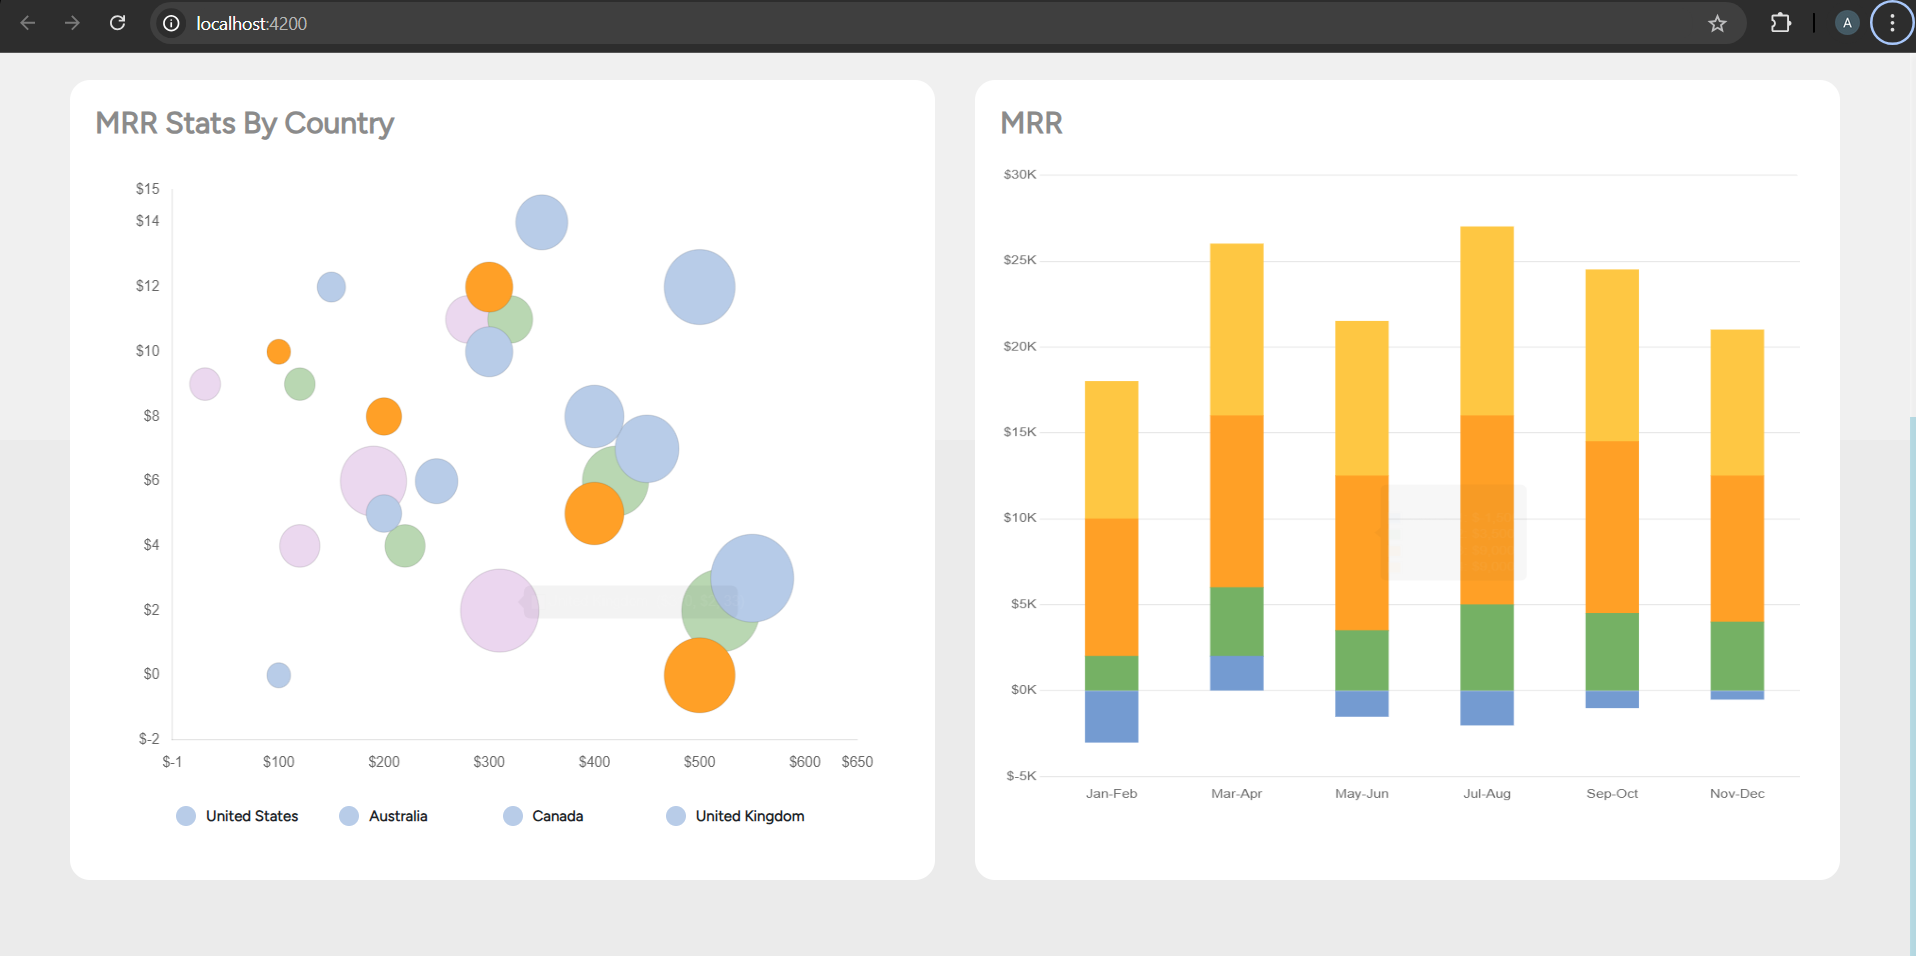 localhost:4200
A
MRR Stats By Country
$15
$14
$12
$10
$8
$6
$4
$2
$0
$-2
$-1 $100 $200 $300 $400 $500 $600 $650
United States Australia Canada United Kingdom
MRR
$30K
$25K
$20K
$15K
$10K
$5K
$0K
$-5K
Jan-Feb Mar-Apr May-Jun Jul-Aug Sep-Oct Nov-Dec